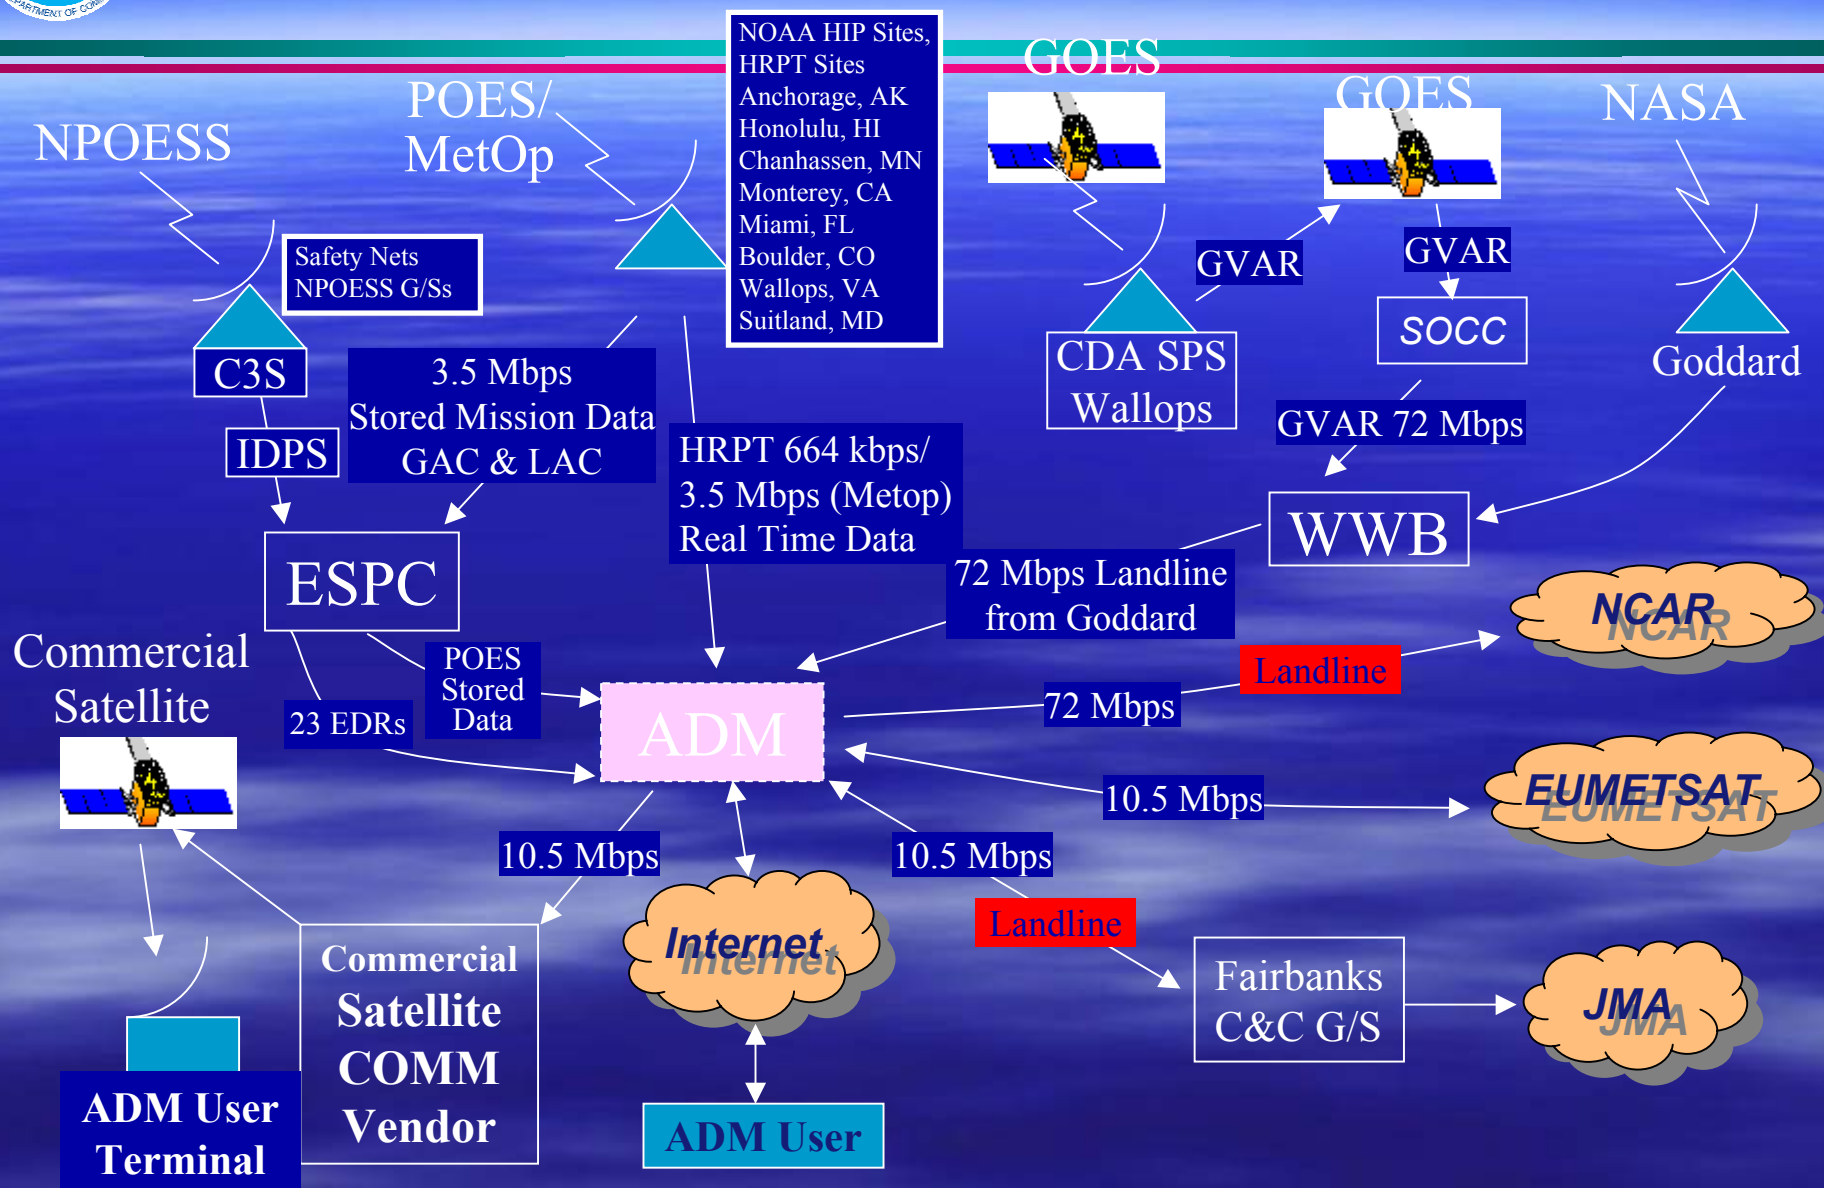 DEPARTMENT OF COM
NPOESS
POES/
MetOp
NOAA HIP Sites,
HRPT Sites
Anchorage, AK
Honolulu, HI
Chanhassen, MN
Monterey, CA
Miami, FL
Boulder, CO
Wallops, VA
Suitland, MD
GOES
GOES
NASA
Safety Nets
NPOESS G/Ss
GVAR
GVAR
C3S
IDPS
3.5 Mbps
Stored Mission Data
GAC & LAC
HRPT 664 kbps/
3.5 Mbps (Metop)
Real Time Data
CDA SPS
Wallops
SOCC
Goddard
GVAR 72 Mbps
WWB
ESPC
72 Mbps Landline
from Goddard
NCAR
Landline
72 Mbps
Commercial
Satellite
POES
Stored
Data
23 EDRs
ADM
EUMETSAT
10.5 Mbps
10.5 Mbps
10.5 Mbps
Landline
Internet
Fairbanks
C&C G/S
JMA
Commercial
Satellite
COMM
Vendor
ADM User
Terminal
ADM User